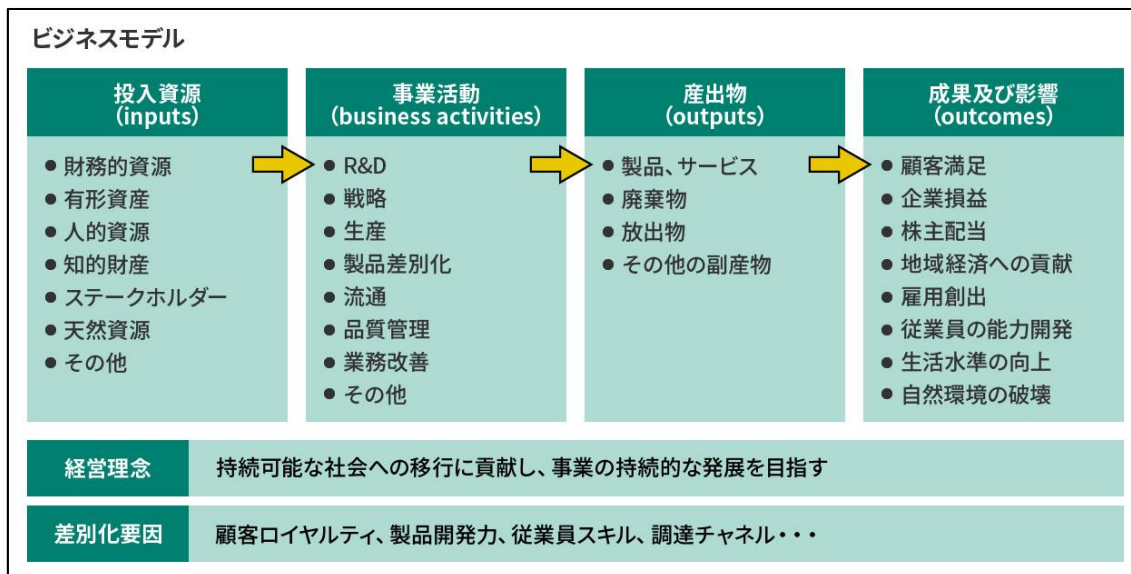 ビジネスモデル
投入資源
(inputs)
● 財務的資源
● 有形資産
● 人的資源
● 知的財産
● ステークホルダー
● 天然資源
● その他
事業活動
(business activities)
● R&D
● 戦略
● 生産
● 製品差別化
● 流通
● 品質管理
● 業務改善
● その他
産出物
(outputs)
● 製品、サービス
● 廃棄物
● 放出物
● その他の副産物
成果及び影響
(outcomes)
● 顧客満足
● 企業損益
● 株主配当
● 地域経済への貢献
● 雇用創出
● 従業員の能力開発
● 生活水準の向上
● 自然環境の破壊
経営理念
持続可能な社会への移行に貢献し、事業の持続的な発展を目指す
差別化要因
顧客ロイヤルティ、製品開発力、従業員スキル、調達チャネル・・・